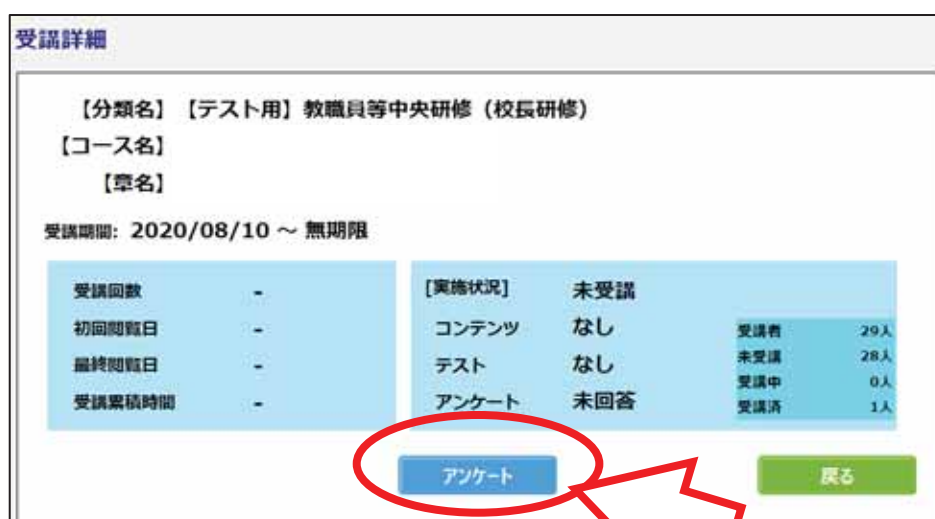 受講詳細
【分類名】【テスト用】教職員等中央研修（校長研修）
【コース名】
【章名】
受講期間: 2020/08/10 ～ 無期限
受講回数 -
初回閲覧日 -
最終閲覧日 -
受講累積時間 -
[実施状況] 未受講
コンテンツ なし
テスト なし
アンケート 未回答
受講者 29人
未受講 28人
受講中 0人
受講済 1人
アンケート
戻る